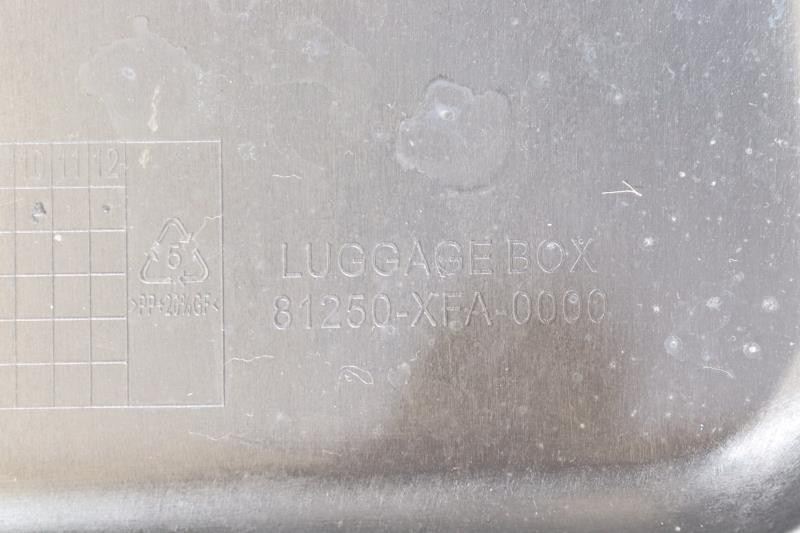 10 11 12
5
LUGGAGE BOX
>PP+20%GF<
81250-XFA-0000